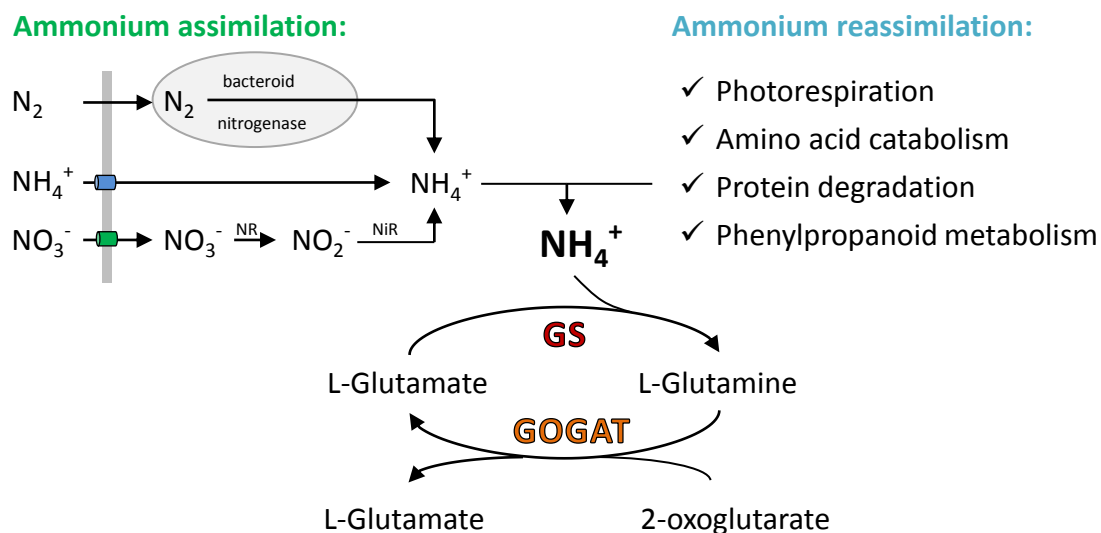 Ammonium assimilation:
Ammonium reassimilation:
N₂
N₂
bacteroid
nitrogenase
NH₄⁺
NH₄⁺
NO₃⁻
NO₃⁻
NR
NO₂⁻
NiR
✓ Photorespiration
✓ Amino acid catabolism
✓ Protein degradation
✓ Phenylpropanoid metabolism
NH₄⁺
GS
L-Glutamate
L-Glutamine
GOGAT
L-Glutamate
2-oxoglutarate